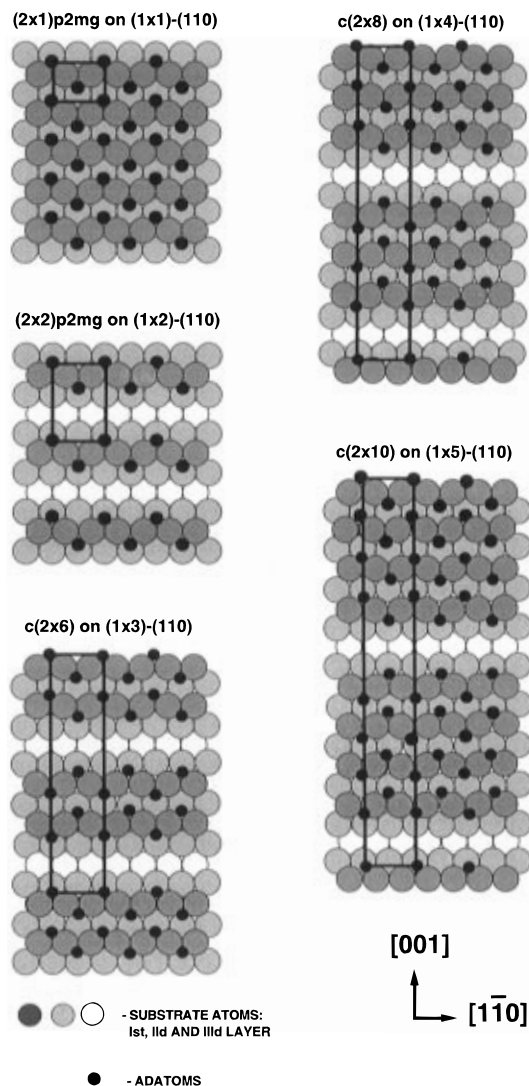 (2x1)p2mg on (1x1)-(110)
c(2x8) on (1x4)-(110)
(2x2)p2mg on (1x2)-(110)
c(2x10) on (1x5)-(110)
c(2x6) on (1x3)-(110)
[001]
[11̄0]
- SUBSTRATE ATOMS:
Ist, IId AND IIId LAYER
- ADATOMS